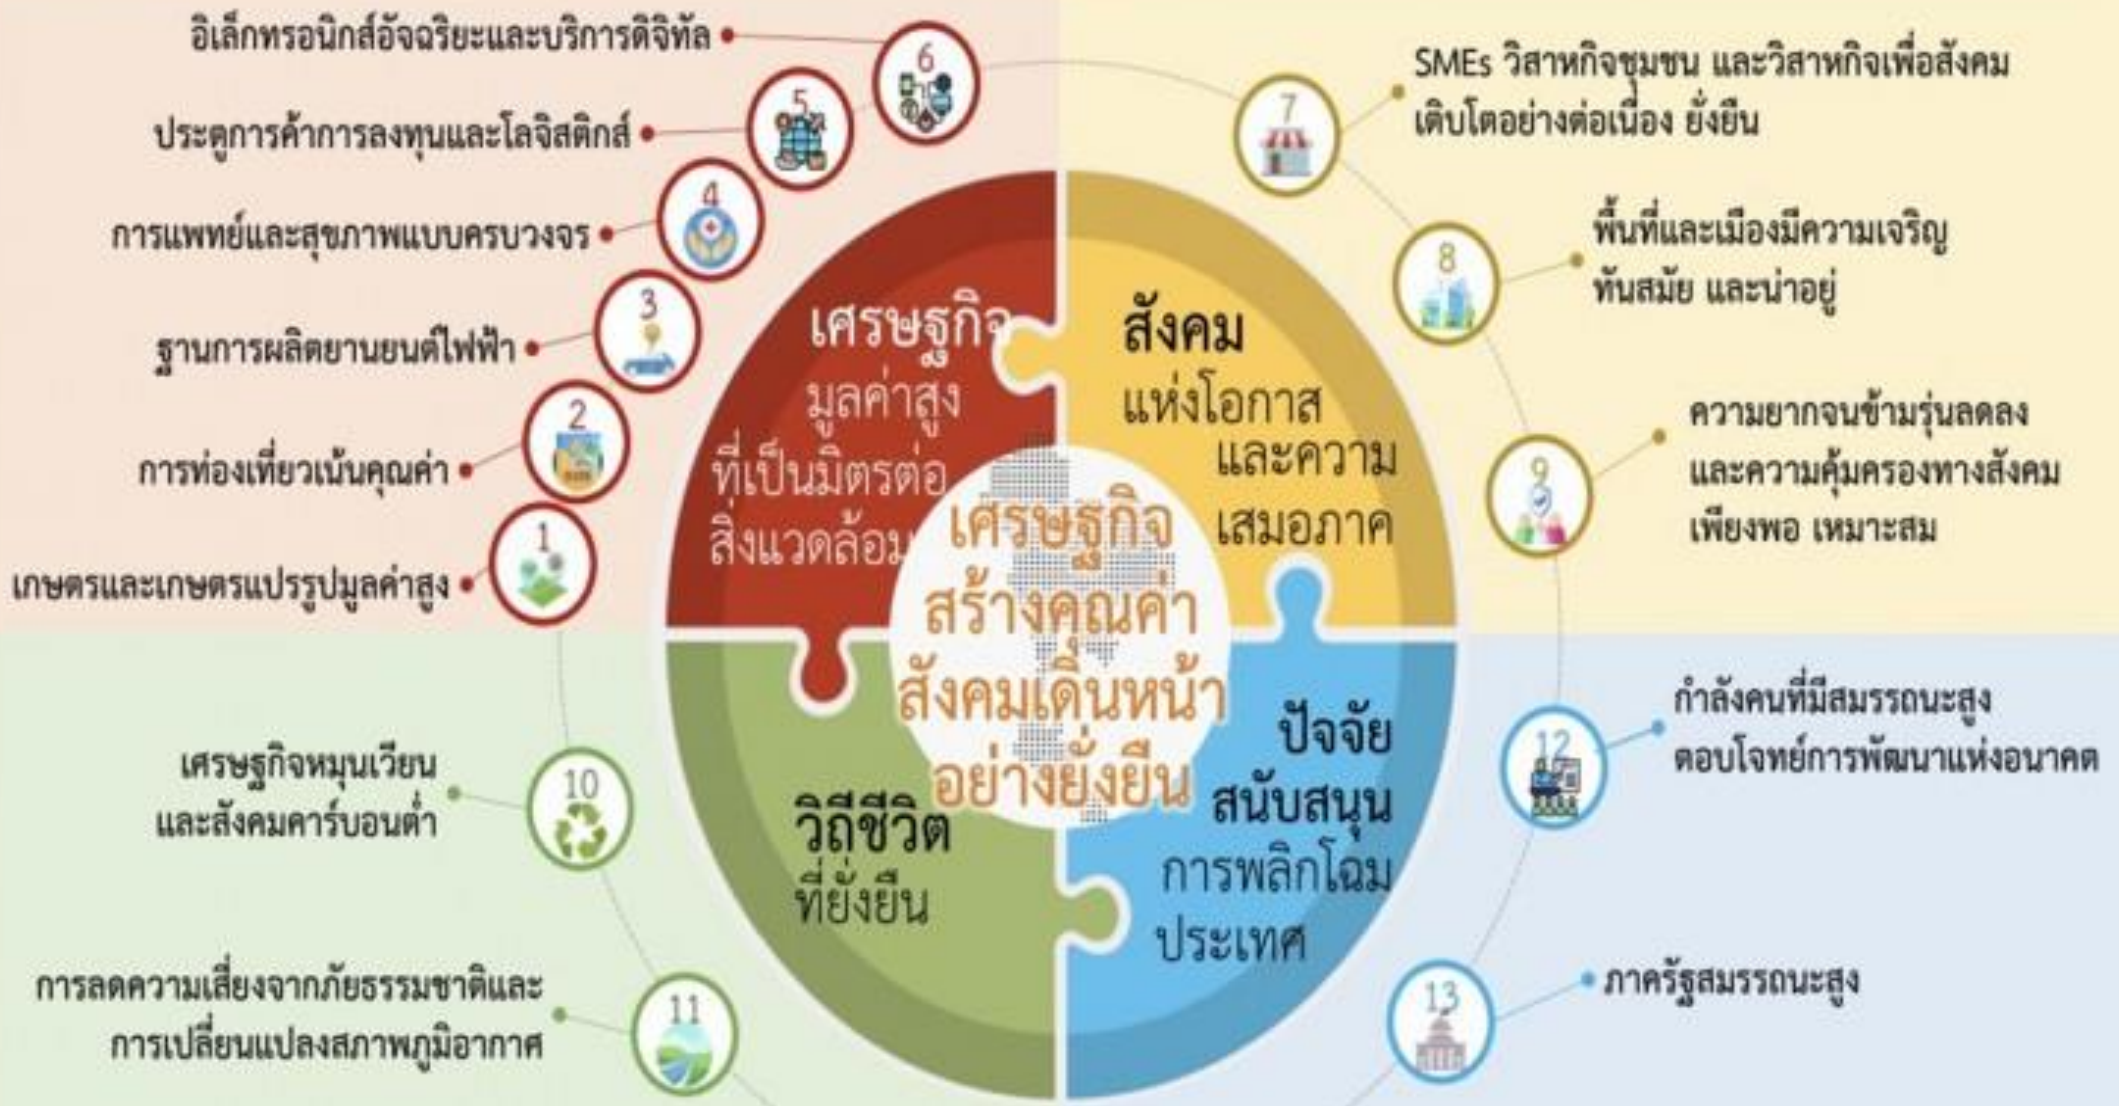 อิเล็กทรอนิกส์อัจฉริยะและบริการดิจิทัล
6
ประตูการค้าการลงทุนและโลจิสติกส์
5
การแพทย์และสุขภาพแบบครบวงจร
4
ฐานการผลิตยานยนต์ไฟฟ้า
3
การท่องเที่ยวเน้นคุณค่า
2
เกษตรและเกษตรแปรรูปมูลค่าสูง
1
7
SMEs วิสาหกิจชุมชน และวิสาหกิจเพื่อสังคม
เติบโตอย่างต่อเนื่อง ยั่งยืน
8
พื้นที่และเมืองมีความเจริญ
ทันสมัย และน่าอยู่
9
ความยากจนข้ามรุ่นลดลง
และความคุ้มครองทางสังคม
เพียงพอ เหมาะสม
เศรษฐกิจ
มูลค่าสูง
ที่เป็นมิตรต่อ
สิ่งแวดล้อม
สังคม
แห่งโอกาส
และความ
เสมอภาค
เศรษฐกิจ
สร้างคุณค่า
สังคมเดินหน้า
อย่างยั่งยืน
วิถีชีวิต
ที่ยั่งยืน
ปัจจัย
สนับสนุน
การพลิกโฉม
ประเทศ
เศรษฐกิจหมุนเวียน
และสังคมคาร์บอนต่ำ
10
การลดความเสี่ยงจากภัยธรรมชาติและ
การเปลี่ยนแปลงสภาพภูมิอากาศ
11
12
กำลังคนที่มีสมรรถนะสูง
ตอบโจทย์การพัฒนาแห่งอนาคต
13
ภาครัฐสมรรถนะสูง